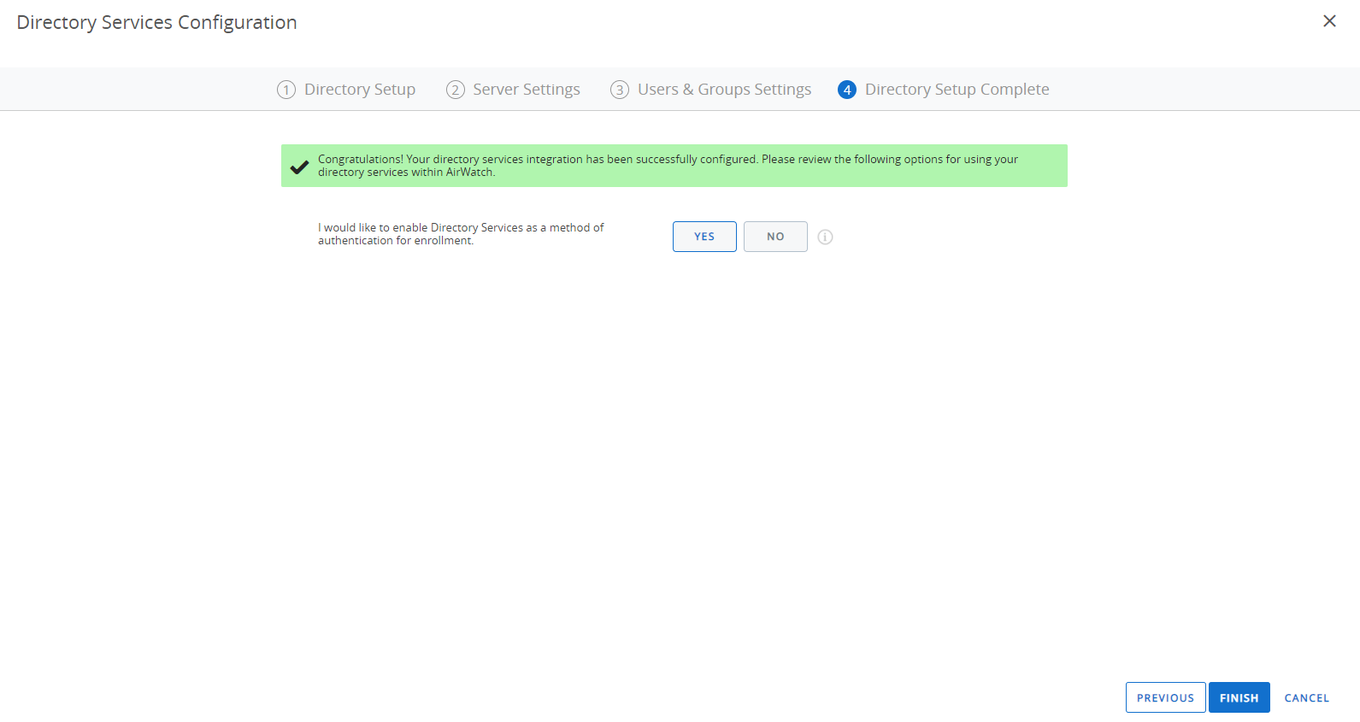 Directory Services Configuration
1 Directory Setup 2 Server Settings 3 Users & Groups Settings 4 Directory Setup Complete
Congratulations! Your directory services integration has been successfully configured. Please review the following options for using your
directory services within AirWatch.
I would like to enable Directory Services as a method of
authentication for enrollment.
YES NO
PREVIOUS FINISH CANCEL